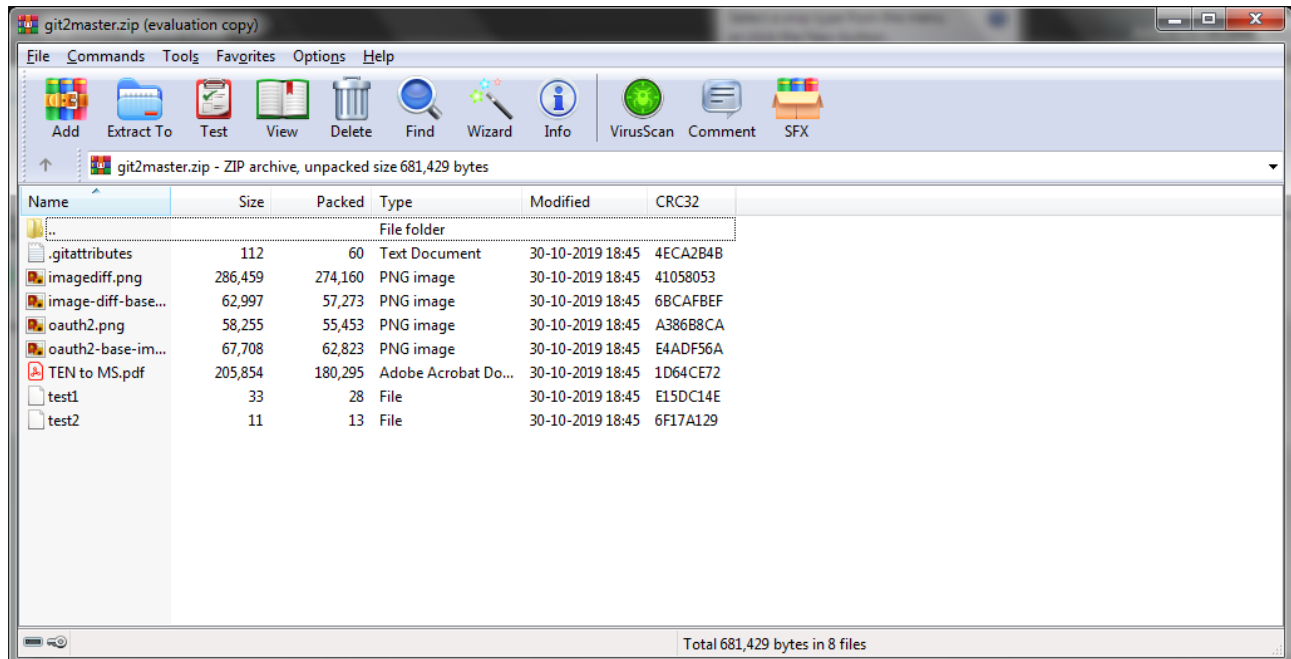 git2master.zip (evaluation copy)
File Commands Tools Favorites Options Help
Add Extract To Test View Delete Find Wizard Info VirusScan Comment SFX
git2master.zip - ZIP archive, unpacked size 681,429 bytes
Name Size Packed Type Modified CRC32
.. File folder
.gitattributes 112 60 Text Document 30-10-2019 18:45 4ECA2B4B
imagediff.png 286,459 274,160 PNG image 30-10-2019 18:45 41058053
image-diff-base... 62,997 57,273 PNG image 30-10-2019 18:45 6BCAFBEF
oauth2.png 58,255 55,453 PNG image 30-10-2019 18:45 A386B8CA
oauth2-base-im... 67,708 62,823 PNG image 30-10-2019 18:45 E4ADF56A
TEN to MS.pdf 205,854 180,295 Adobe Acrobat Do... 30-10-2019 18:45 1D64CE72
test1 33 28 File 30-10-2019 18:45 E15DC14E
test2 11 13 File 30-10-2019 18:45 6F17A129
Total 681,429 bytes in 8 files